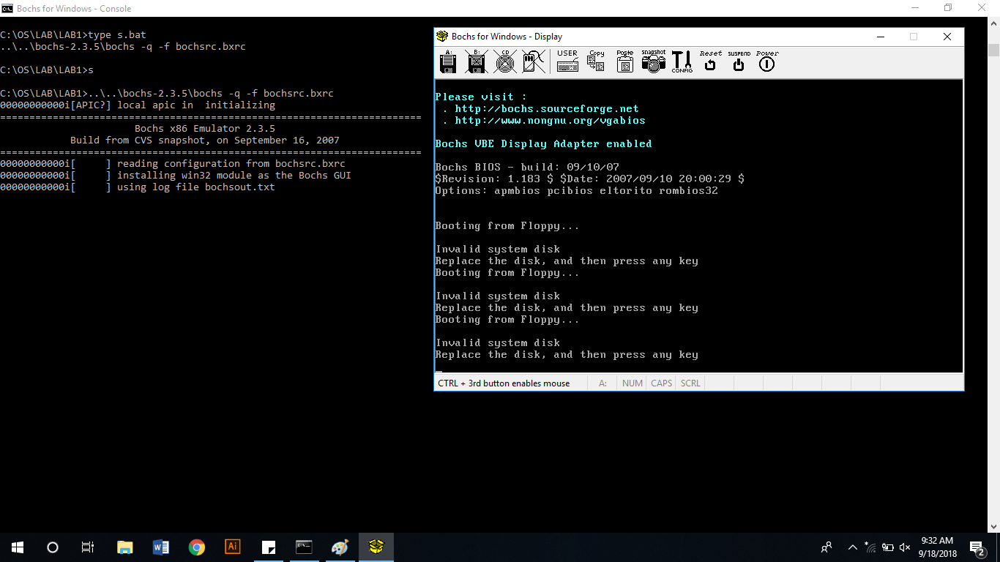 Bochs for Windows - Console
C:\OS\LAB\LAB1>type s.bat
..\..\bochs-2.3.5\bochs -q -f bochsrc.bxrc
C:\OS\LAB\LAB1>s
C:\OS\LAB\LAB1>..\..\bochs-2.3.5\bochs -q -f bochsrc.bxrc
00000000000i[APIC?] local apic in  initializing
========================================================================
Bochs x86 Emulator 2.3.5
Build from CVS snapshot, on September 16, 2007
========================================================================
00000000000i[     ] reading configuration from bochsrc.bxrc
00000000000i[     ] installing win32 module as the Bochs GUI
00000000000i[     ] using log file bochsout.txt
Bochs for Windows - Display
A: B: CD USER Copy Paste snapshot CONFIG Reset SUSPEND Power
Please visit :
. http://bochs.sourceforge.net
. http://www.nongnu.org/vgabios
Bochs VBE Display Adapter enabled
Bochs BIOS - build: 09/10/07
$Revision: 1.183 $ $Date: 2007/09/10 20:00:29 $
Options: apmbios pcibios eltorito rombios32
Booting from Floppy...
Invalid system disk
Replace the disk, and then press any key
Booting from Floppy...
Invalid system disk
Replace the disk, and then press any key
Booting from Floppy...
Invalid system disk
Replace the disk, and then press any key
CTRL + 3rd button enables mouse A: NUM CAPS SCRL
Ai
9:32 AM
9/18/2018
2